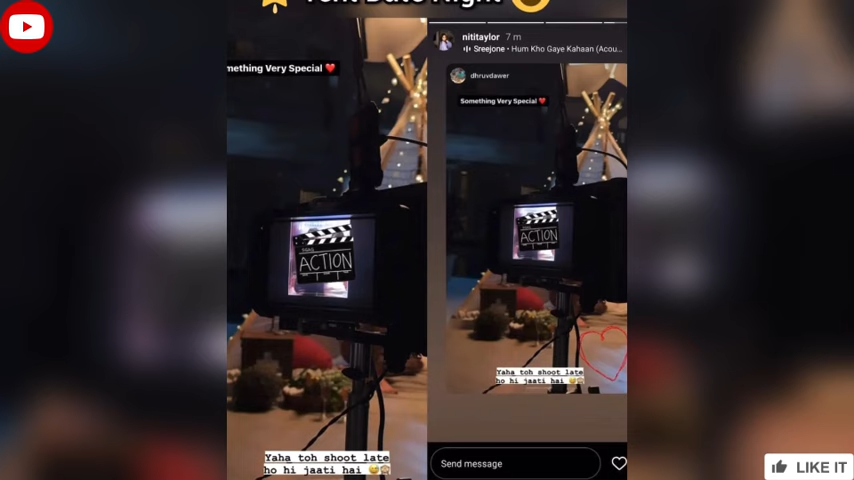 Tent Date Night
mething Very Special ❤️
ACTION
Yaha toh shoot late
ho hi jaati hai 😅🙈
nititaylor 7 m
Sreejone • Hum Kho Gaye Kahaan (Acou...
dhruvdawer
Something Very Special ❤️
ACTION
Yaha toh shoot late
ho hi jaati hai 😅🙈
Send message
LIKE IT